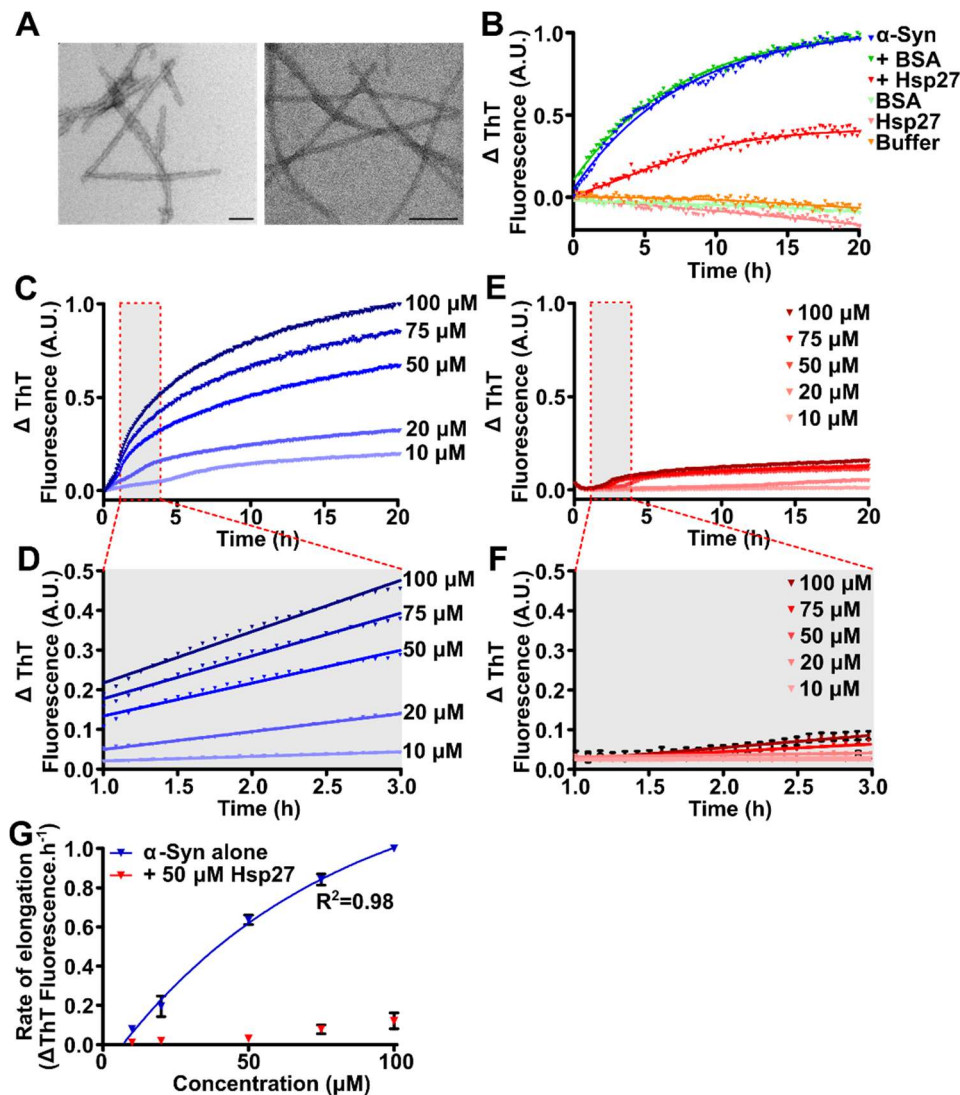 A
B
Δ ThT
Fluorescence (A.U.)
1.0
0.5
0.0
0
5
10
15
20
Time (h)
α-Syn
+ BSA
+ Hsp27
BSA
Hsp27
Buffer
C
Δ ThT
Fluorescence (A.U.)
1.0
0.5
0.0
0
5
10
15
20
Time (h)
100 μM
75 μM
50 μM
20 μM
10 μM
E
Δ ThT
Fluorescence (A.U.)
1.0
0.5
0.0
0
5
10
15
20
Time (h)
100 μM
75 μM
50 μM
20 μM
10 μM
D
Δ ThT
Fluorescence (A.U.)
0.5
0.4
0.3
0.2
0.1
0.0
1.0
1.5
2.0
2.5
3.0
Time (h)
100 μM
75 μM
50 μM
20 μM
10 μM
F
Δ ThT
Fluorescence (A.U.)
0.5
0.4
0.3
0.2
0.1
0.0
1.0
1.5
2.0
2.5
3.0
Time (h)
100 μM
75 μM
50 μM
20 μM
10 μM
G
Rate of elongation
(ΔThT Fluorescence.h⁻¹)
1.0
0.8
0.6
0.4
0.2
0.0
0
50
100
Concentration (μM)
α-Syn alone
+ 50 μM Hsp27
R²=0.98